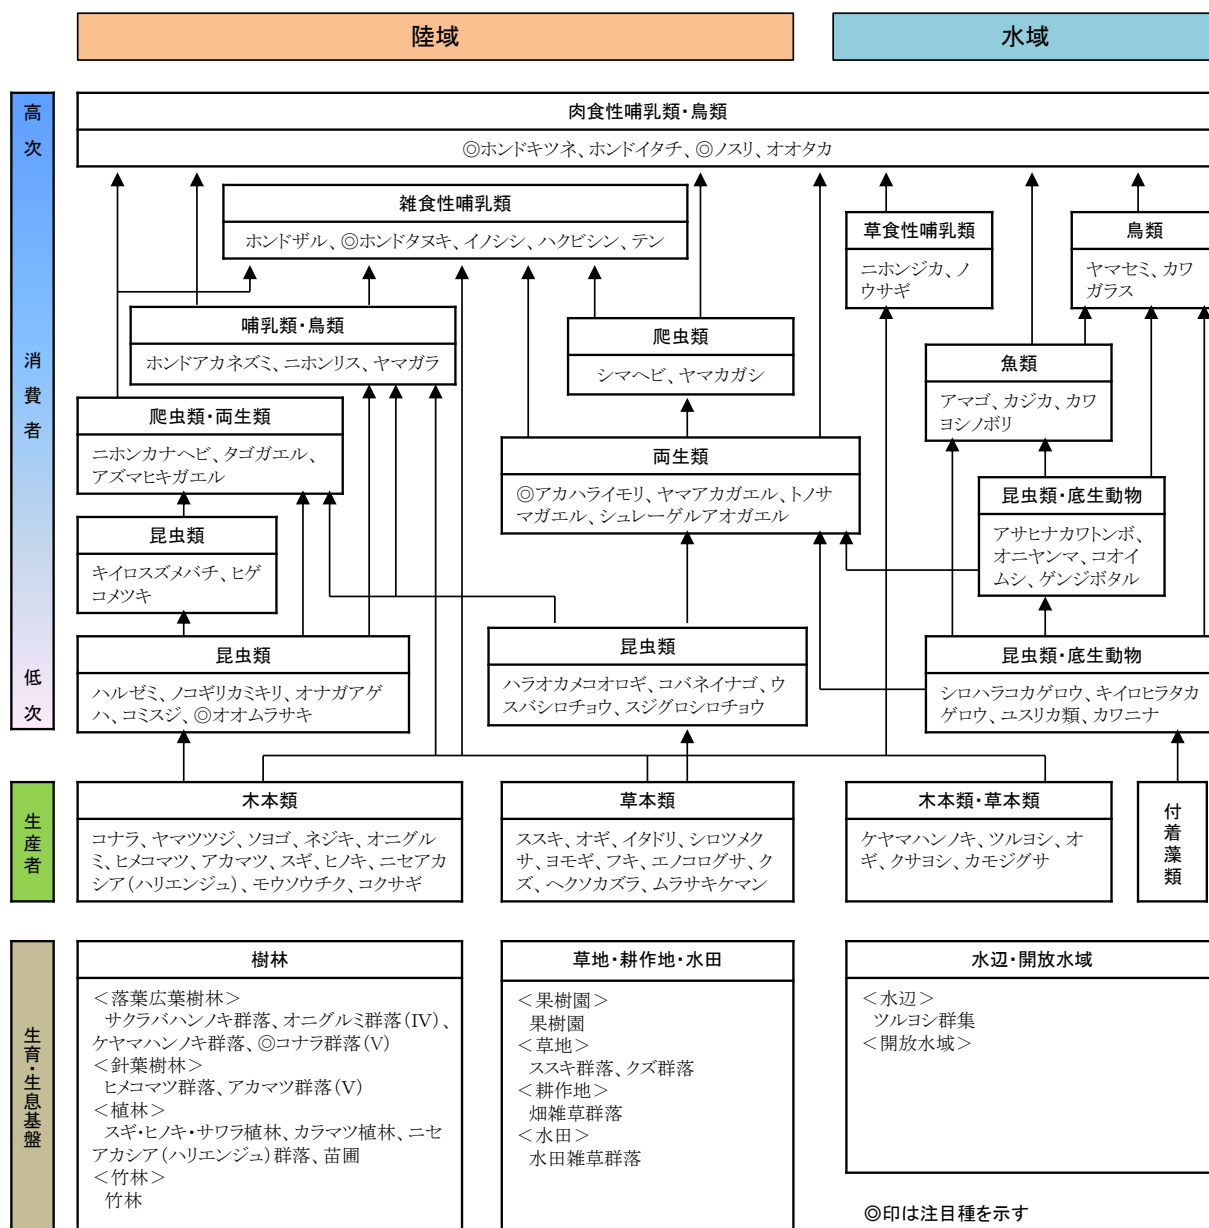 陸域
水域
高次
消費者
低次
肉食性哺乳類・鳥類
◎ホンドキツネ、ホンドイタチ、◎ノスリ、オオタカ
雑食性哺乳類
ホンドザル、◎ホンドタヌキ、イノシシ、ハクビシン、テン
草食性哺乳類
ニホンジカ、ノ
ウサギ
鳥類
ヤマセミ、カワ
ガラス
哺乳類・鳥類
ホンドアカネズミ、ニホンリス、ヤマガラ
爬虫類
シマヘビ、ヤマカガシ
魚類
アマゴ、カジカ、カワ
ヨシノボリ
爬虫類・両生類
ニホンカナヘビ、タゴガエル、
アズマヒキガエル
両生類
◎アカハライモリ、ヤマアカガエル、トノサ
マガエル、シュレーゲルアオガエル
昆虫類・底生動物
アサヒナカワトンボ、
オニヤンマ、コオイ
ムシ、ゲンジボタル
昆虫類
キイロスズメバチ、ヒゲ
コメツキ
昆虫類
ハルゼミ、ノコギリカミキリ、オナガアゲ
ハ、コミスジ、◎オオムラサキ
昆虫類
ハラオカメコオロギ、コバネイナゴ、ウ
スバシロチョウ、スジグロシロチョウ
昆虫類・底生動物
シロハラコカゲロウ、キイロヒラタカ
ゲロウ、ユスリカ類、カワニナ
生産者
木本類
コナラ、ヤマツツジ、ソヨゴ、ネジキ、オニグル
ミ、ヒメコマツ、アカマツ、スギ、ヒノキ、ニセアカ
シア(ハリエンジュ)、モウソウチク、コクサギ
草本類
ススキ、オギ、イタドリ、シロツメク
サ、ヨモギ、フキ、エノコログサ、ク
ズ、ヘクソカズラ、ムラサキケマン
木本類・草本類
ケヤマハンノキ、ツルヨシ、オ
ギ、クサヨシ、カモジグサ
付着藻類
生育・生息基盤
樹林
＜落葉広葉樹林＞
サクラバハンノキ群落、オニグルミ群落(Ⅳ)、
ケヤマハンノキ群落、◎コナラ群落(Ⅴ)
＜針葉樹林＞
ヒメコマツ群落、アカマツ群落(Ⅴ)
＜植林＞
スギ・ヒノキ・サワラ植林、カラマツ植林、ニセ
アカシア(ハリエンジュ)群落、苗圃
＜竹林＞
竹林
草地・耕作地・水田
＜果樹園＞
果樹園
＜草地＞
ススキ群落、クズ群落
＜耕作地＞
畑雑草群落
＜水田＞
水田雑草群落
水辺・開放水域
＜水辺＞
ツルヨシ群集
＜開放水域＞
◎印は注目種を示す